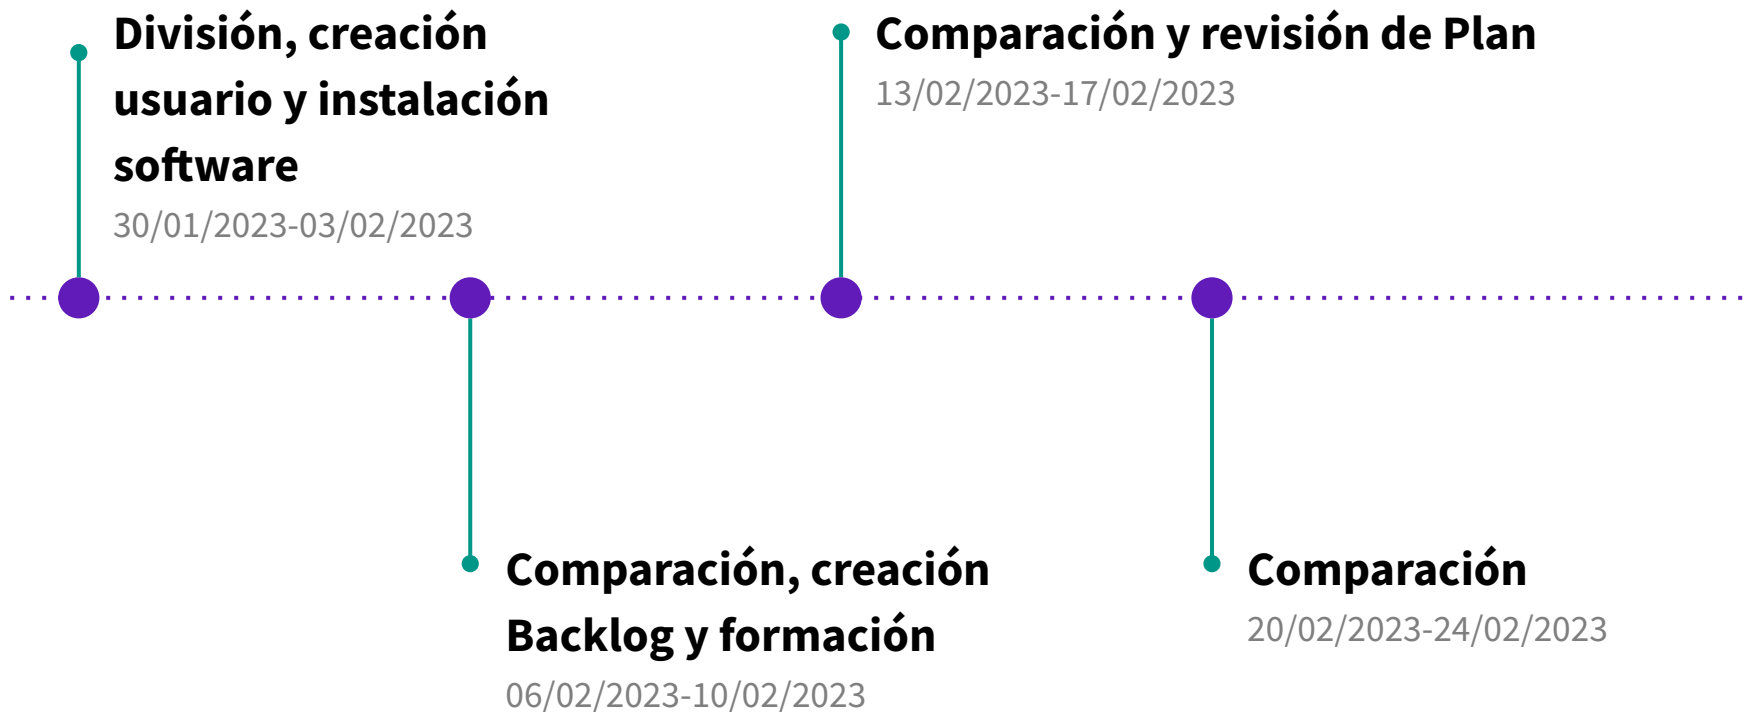 División, creación
usuario y instalación
software
30/01/2023-03/02/2023
Comparación, creación
Backlog y formación
06/02/2023-10/02/2023
Comparación y revisión de Plan
13/02/2023-17/02/2023
Comparación
20/02/2023-24/02/2023